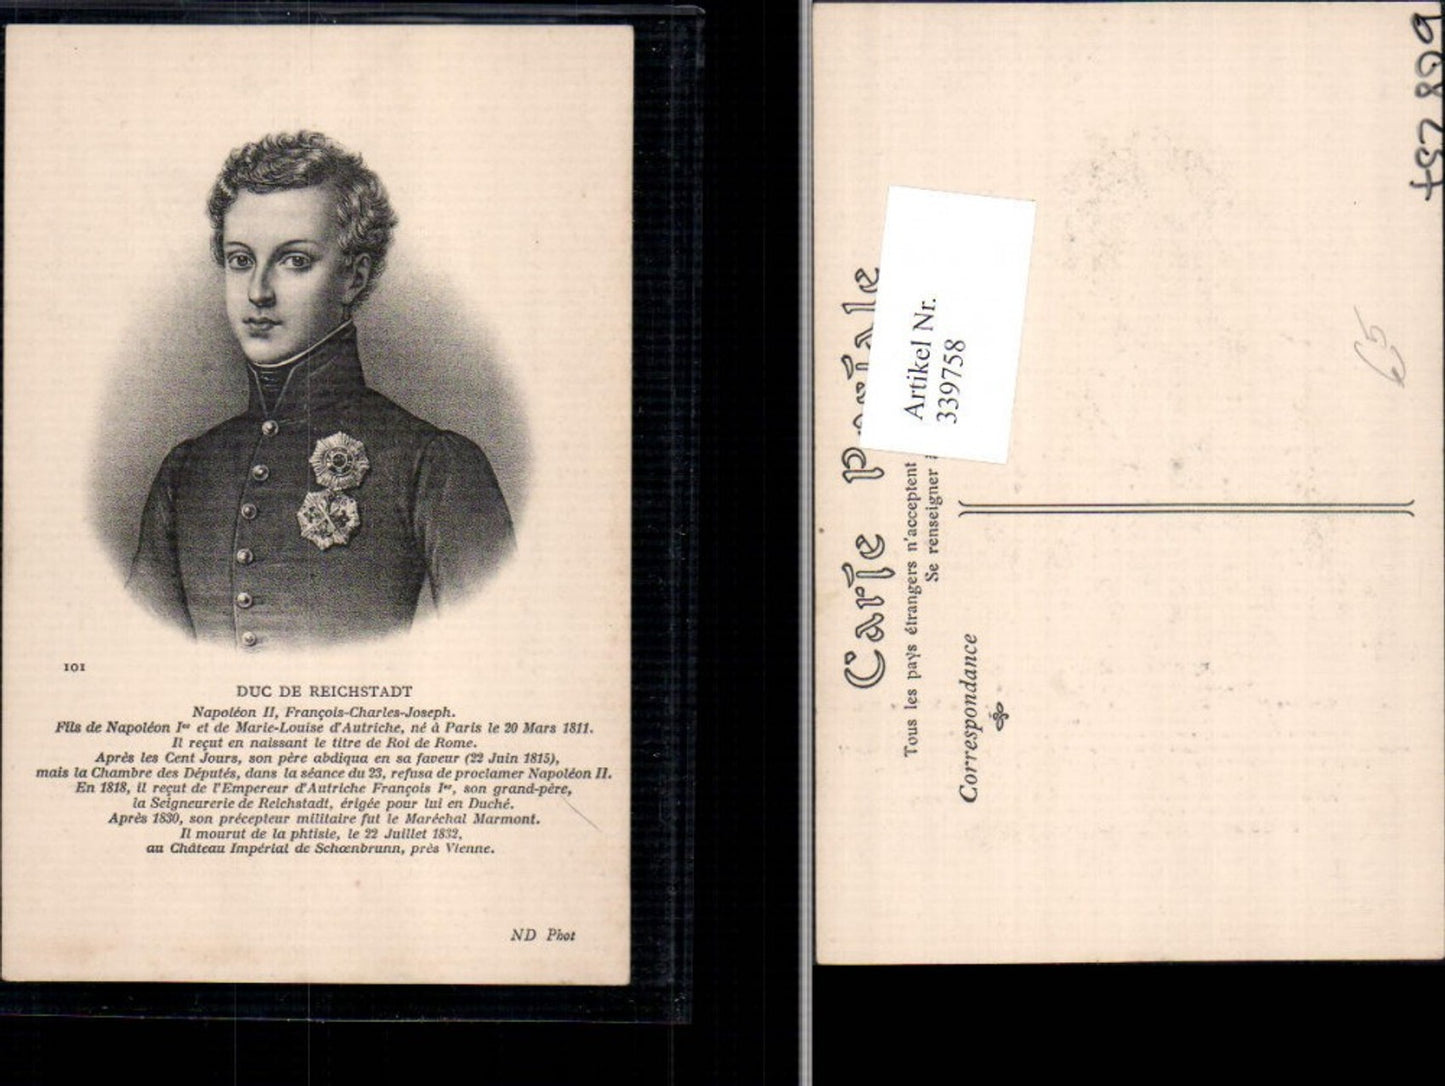 101
DUC DE REICHSTADT
Napoléon II, François-Charles-Joseph.
Fils de Napoléon Ier et de Marie-Louise d'Autriche, né à Paris le 20 Mars 1811.
Il reçut en naissant le titre de Roi de Rome.
Après les Cent Jours, son père abdiqua en sa faveur (22 Juin 1815),
mais la Chambre des Députés, dans la séance du 23, refusa de proclamer Napoléon II.
En 1818, il reçut de l'Empereur d'Autriche François Ier, son grand-père,
la Seigneurerie de Reichstadt, érigée pour lui en Duché.
Après 1830, son précepteur militaire fut le Maréchal Marmont.
Il mourut de la phtisie, le 22 Juillet 1832,
au Château Impérial de Schœnbrunn, près Vienne.
ND Phot
Carte postale
Tous les pays étrangers n'acceptent
Se renseigner
Correspondance
Artikel Nr.
339758
65